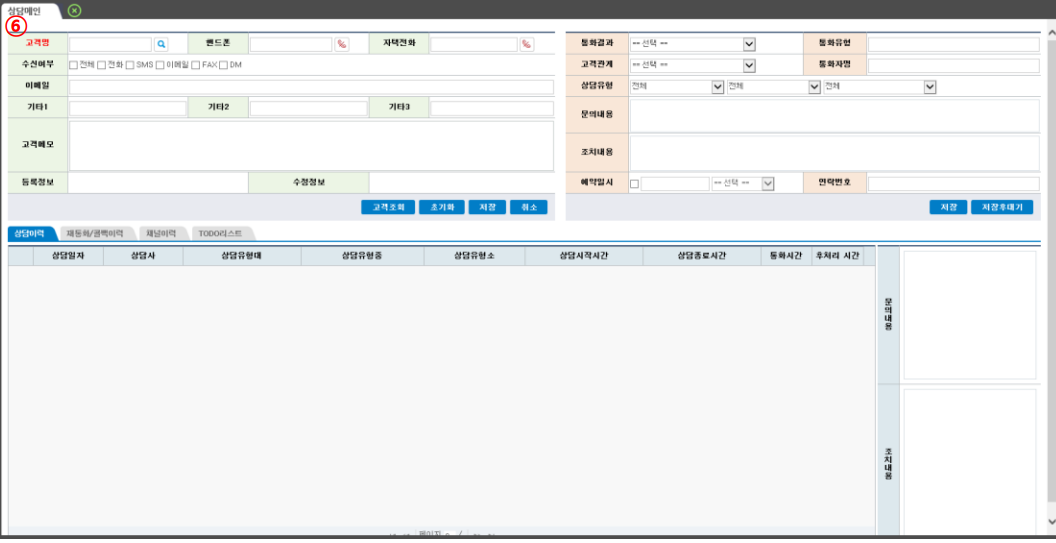 상담메인
⑥
고객명 핸드폰 자택전화
수신여부 전체 전화 SMS 이메일 FAX DM
이메일
기타1 기타2 기타3
고객메모
등록정보 수정정보
고객조회 초기화 저장 취소
통화결과 -- 선택 -- 통화유형
고객관계 -- 선택 -- 통화자명
상담유형 전체 전체 전체
문의내용
조치내용
예약일시 -- 선택 -- 연락번호
저장 저장후대기
상담이력 재통화/콜백이력 채널이력 TODO리스트
상담일자 상담사 상담유형대 상담유형중 상담유형소 상담시작시간 상담종료시간 통화시간 후처리 시간
문의내용
조치내용
페이지 /